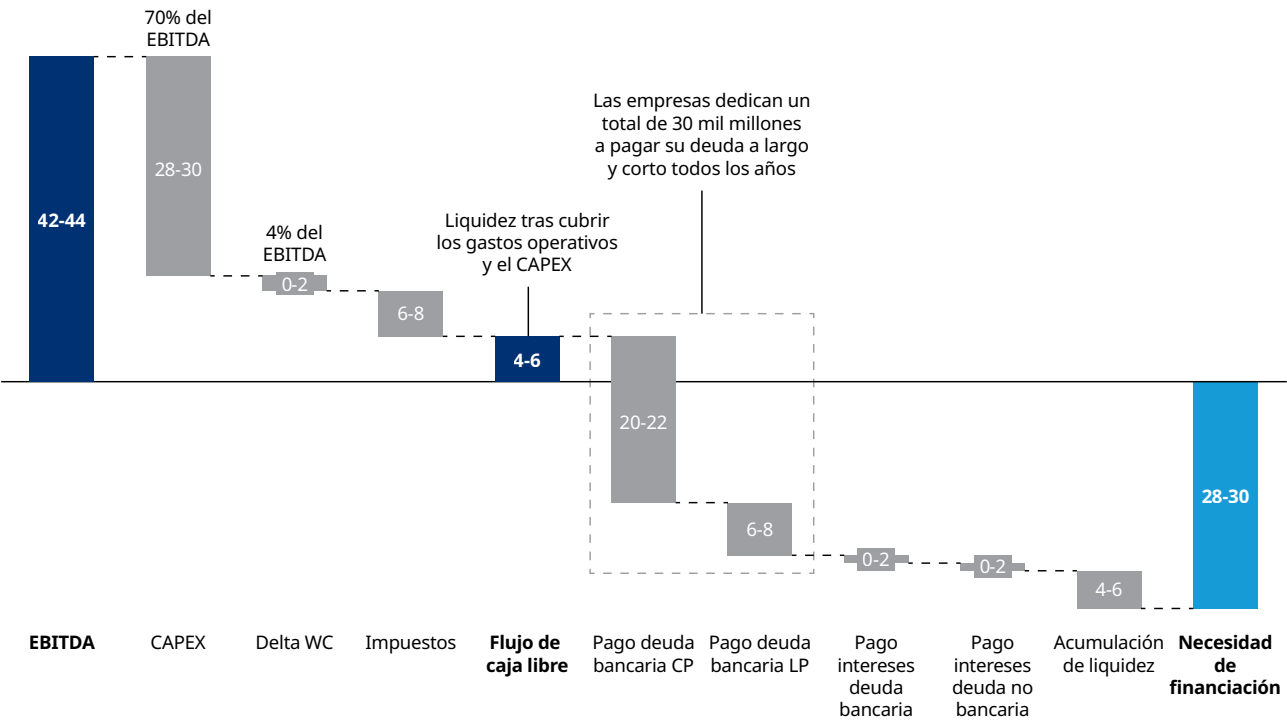 70% del
EBITDA
Las empresas dedican un
total de 30 mil millones
a pagar su deuda a largo
y corto todos los años
28-30
42-44
4% del
EBITDA
Liquidez tras cubrir
los gastos operativos
y el CAPEX
0-2
6-8
4-6
20-22
28-30
6-8
0-2
0-2
4-6
EBITDA
CAPEX
Delta WC
Impuestos
Flujo de
caja libre
Pago deuda
bancaria CP
Pago deuda
bancaria LP
Pago
intereses
deuda
bancaria
Pago
intereses
deuda no
bancaria
Acumulación
de liquidez
Necesidad
de
financiación